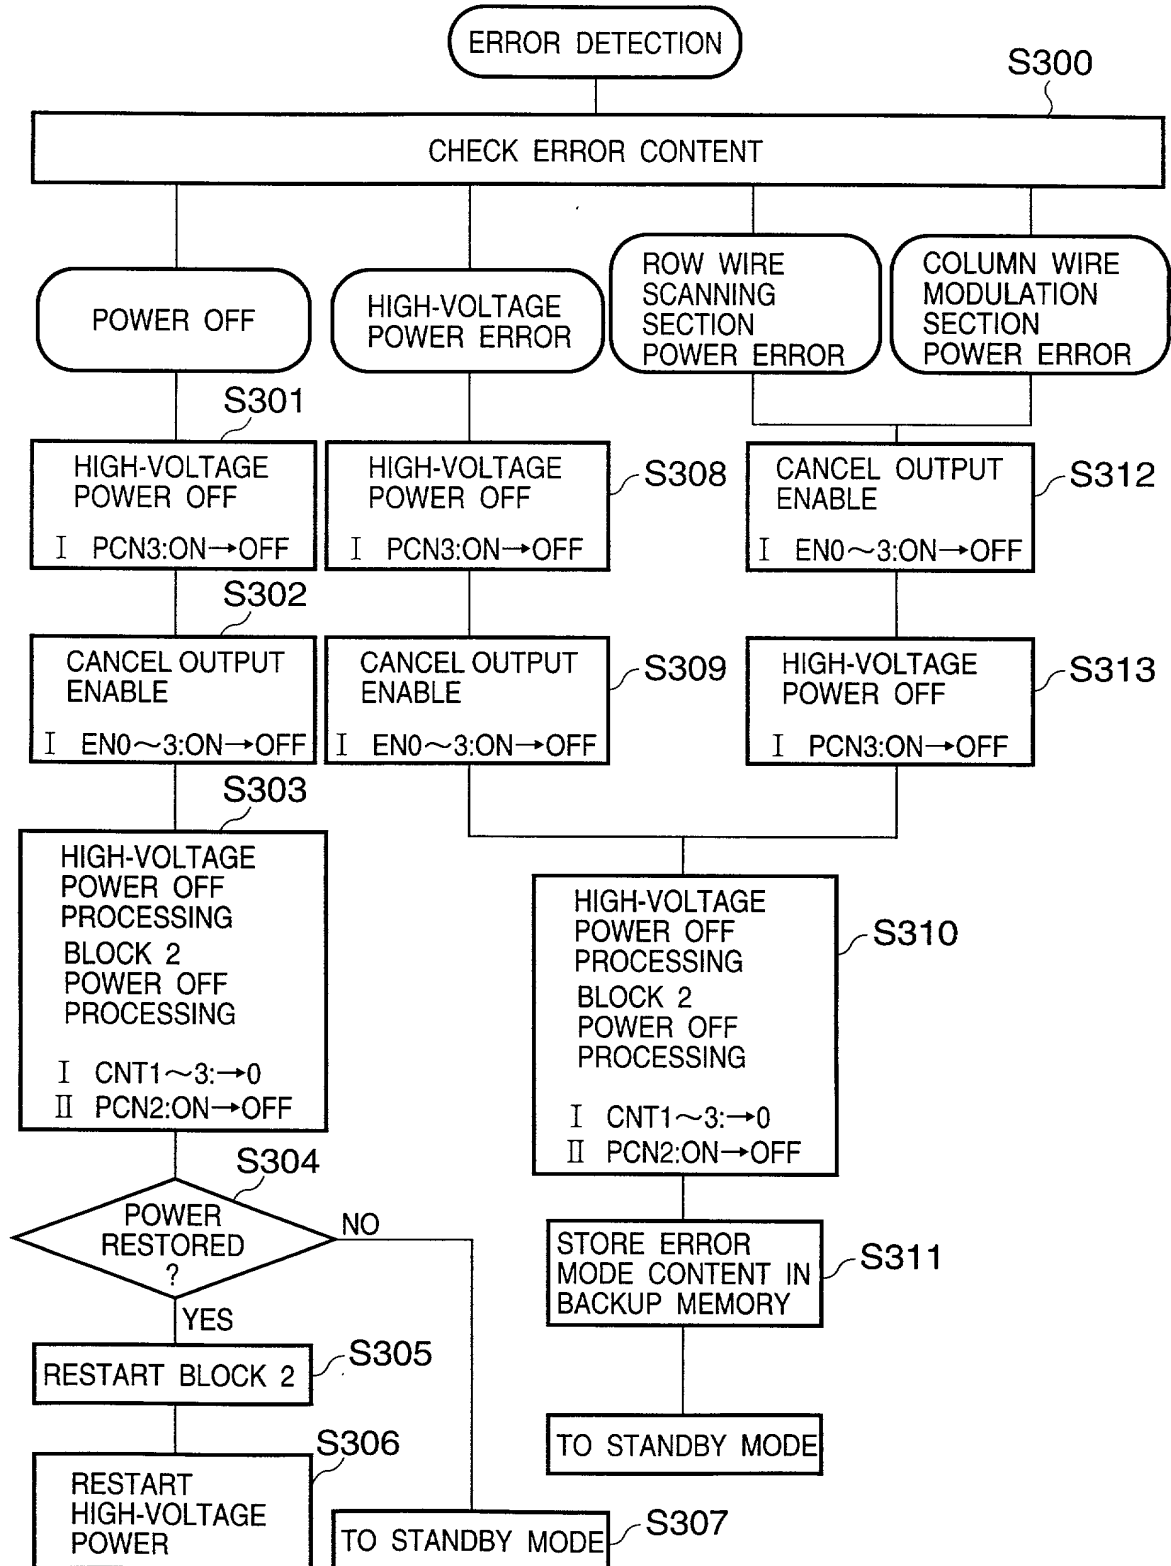 ERROR DETECTION
S300
CHECK ERROR CONTENT
POWER OFF
HIGH-VOLTAGE
POWER ERROR
ROW WIRE
SCANNING
SECTION
POWER ERROR
COLUMN WIRE
MODULATION
SECTION
POWER ERROR
S301
HIGH-VOLTAGE
POWER OFF
I PCN3:ON→OFF
HIGH-VOLTAGE
POWER OFF
I PCN3:ON→OFF
S308
CANCEL OUTPUT
ENABLE
I EN0～3:ON→OFF
S312
S302
CANCEL OUTPUT
ENABLE
I EN0～3:ON→OFF
CANCEL OUTPUT
ENABLE
I EN0～3:ON→OFF
S309
HIGH-VOLTAGE
POWER OFF
I PCN3:ON→OFF
S313
S303
HIGH-VOLTAGE
POWER OFF
PROCESSING
BLOCK 2
POWER OFF
PROCESSING
I CNT1～3:→0
II PCN2:ON→OFF
HIGH-VOLTAGE
POWER OFF
PROCESSING
BLOCK 2
POWER OFF
PROCESSING
I CNT1～3:→0
II PCN2:ON→OFF
S310
S304
POWER
RESTORED
?
NO
YES
STORE ERROR
MODE CONTENT IN
BACKUP MEMORY
S311
RESTART BLOCK 2
S305
TO STANDBY MODE
S306
RESTART
HIGH-VOLTAGE
POWER
TO STANDBY MODE
S307